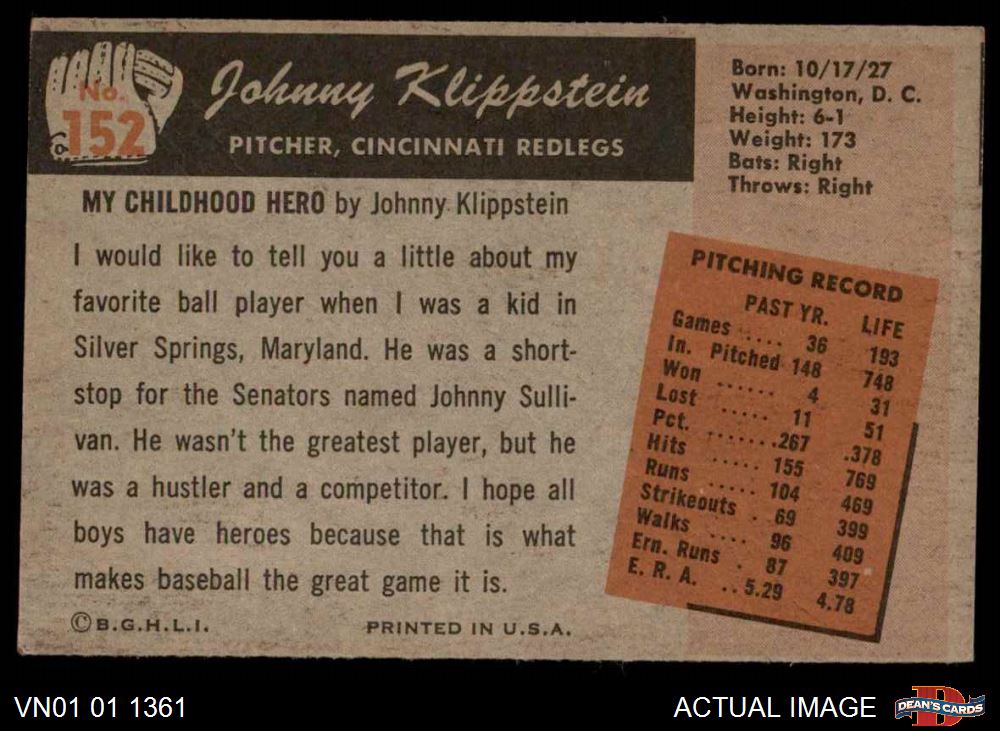 No.
152
Johnny Klippstein
PITCHER, CINCINNATI REDLEGS
Born: 10/17/27
Washington, D. C.
Height: 6-1
Weight: 173
Bats: Right
Throws: Right
MY CHILDHOOD HERO by Johnny Klippstein
I would like to tell you a little about my
favorite ball player when I was a kid in
Silver Springs, Maryland. He was a short-
stop for the Senators named Johnny Sulli-
van. He wasn't the greatest player, but he
was a hustler and a competitor. I hope all
boys have heroes because that is what
makes baseball the great game it is.
©B.G.H.L.I.
PRINTED IN U.S.A.
PITCHING RECORD
PAST YR. LIFE
Games ..... 36 193
In. Pitched 148 748
Won ...... 4 31
Lost ..... 11 51
Pct. .......267 .378
Hits ..... 155 769
Runs ..... 104 469
Strikeouts . 69 399
Walks .... 96 409
Ern. Runs . 87 397
E. R. A. ..5.29 4.78
VN01 01 1361
ACTUAL IMAGE
DEAN'S CARDS